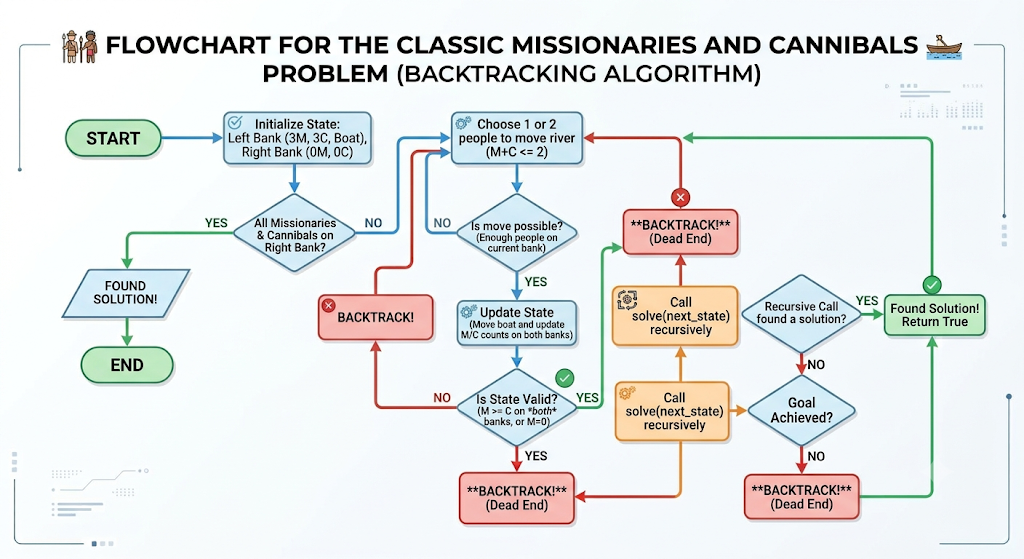 FLOWCHART FOR THE CLASSIC MISSIONARIES AND CANNIBALS
PROBLEM (BACKTRACKING ALGORITHM)
START
Initialize State:
Left Bank (3M, 3C, Boat),
Right Bank (0M, 0C)
Choose 1 or 2
people to move river
(M+C <= 2)
YES
All Missionaries
& Cannibals on
Right Bank?
NO
NO
Is move possible?
(Enough people on
current bank)
**BACKTRACK!**
(Dead End)
FOUND
SOLUTION!
YES
BACKTRACK!
Update State
(Move boat and update
M/C counts on both banks)
Call
solve(next_state)
recursively
Recursive Call
found a solution?
YES
Found Solution!
Return True
END
NO
NO
Is State Valid?
(M >= C on *both*
banks, or M=0)
YES
Call
solve(next_state)
recursively
Goal
Achieved?
YES
NO
**BACKTRACK!**
(Dead End)
**BACKTRACK!**
(Dead End)